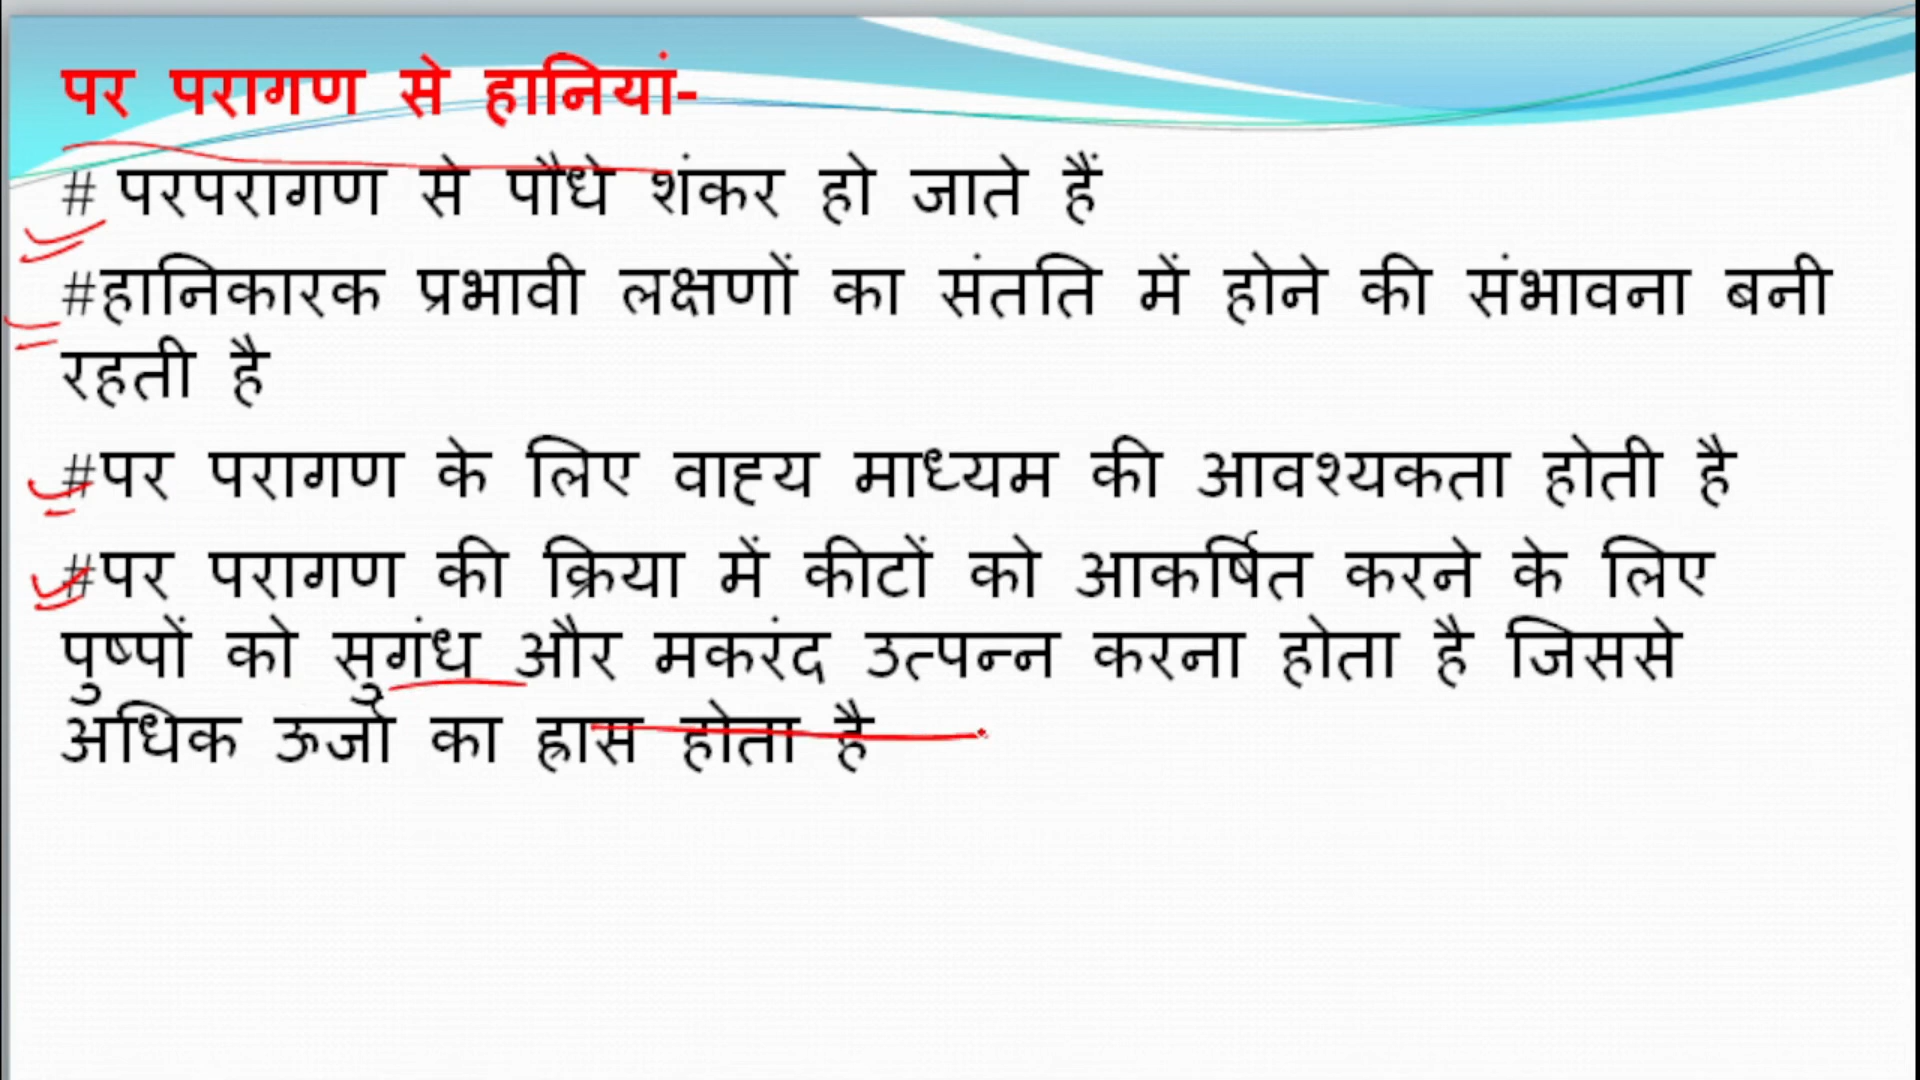 पर परागण से हानियां-
# परपरागण से पौधे शंकर हो जाते हैं
#हानिकारक प्रभावी लक्षणों का संतति में होने की संभावना बनी
रहती है
#पर परागण के लिए वाह्य माध्यम की आवश्यकता होती है
#पर परागण की क्रिया में कीटों को आकर्षित करने के लिए
पुष्पों को सुगंध और मकरंद उत्पन्न करना होता है जिससे
अधिक ऊर्जा का ह्रास होता है